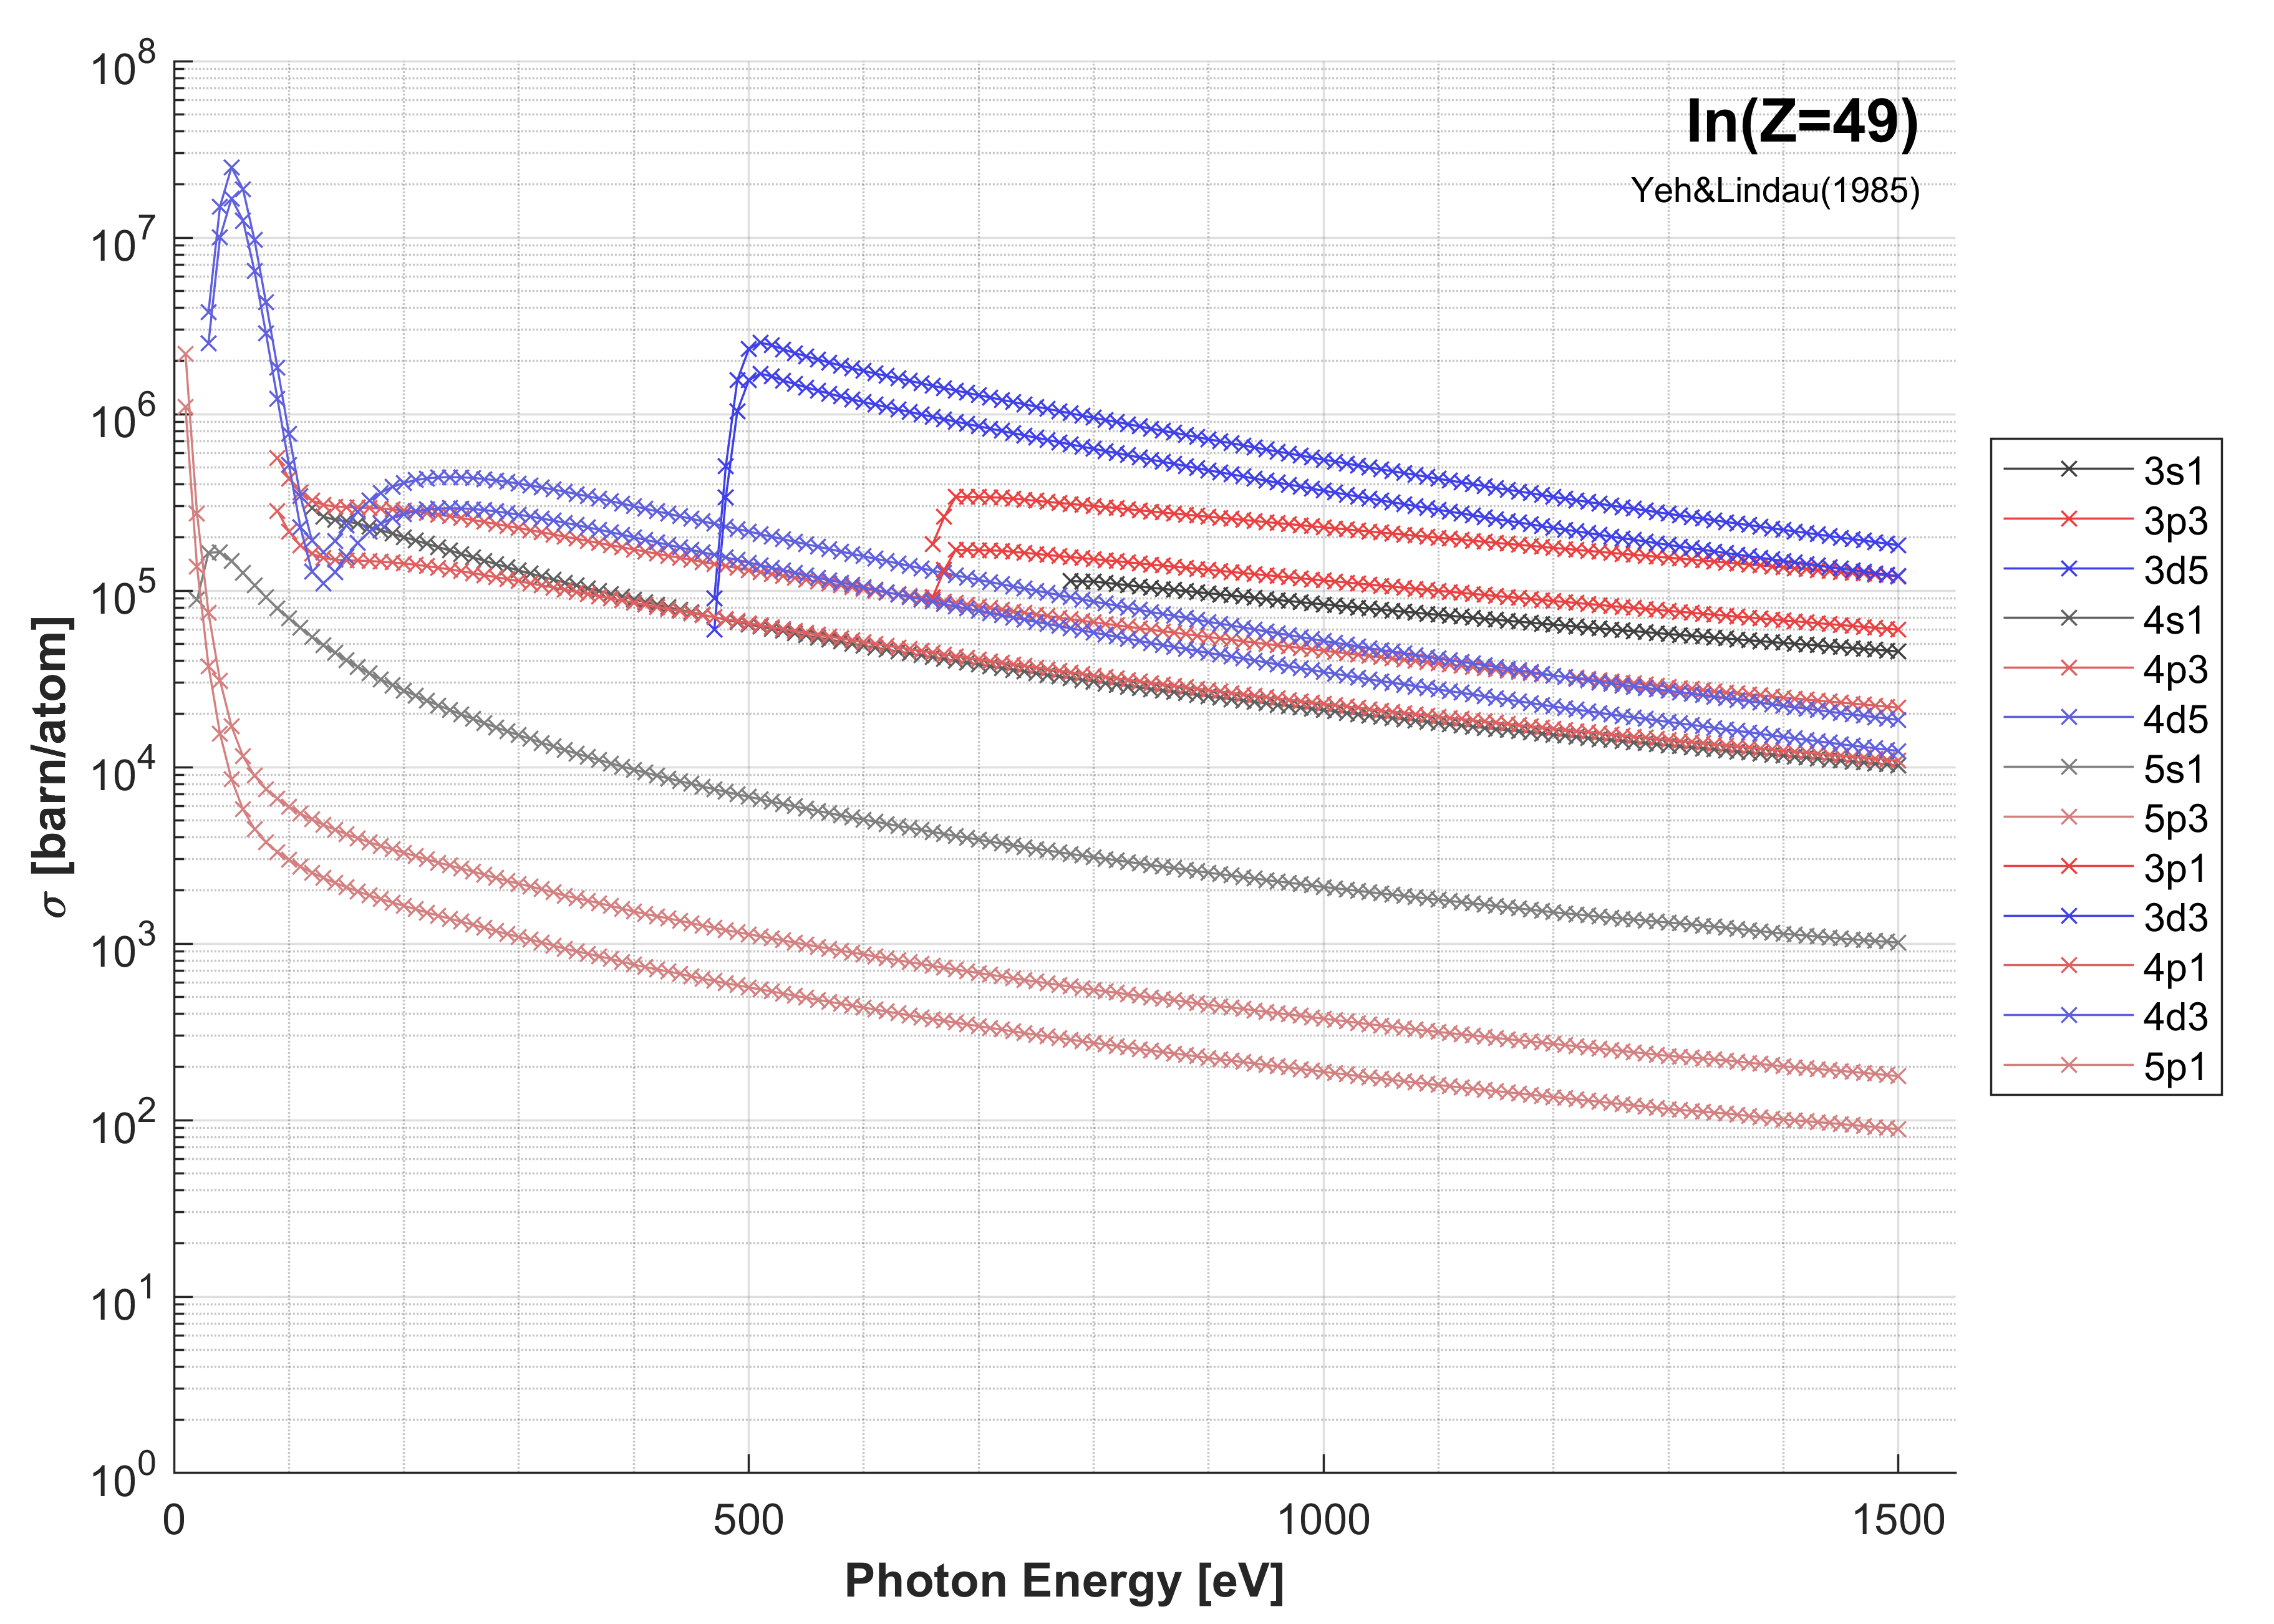 In(Z=49)
Yeh&Lindau(1985)
10^8
10^7
10^6
10^5
10^4
10^3
10^2
10^1
10^0
σ [barn/atom]
0 500 1000 1500
Photon Energy [eV]
3s1
3p3
3d5
4s1
4p3
4d5
5s1
5p3
3p1
3d3
4p1
4d3
5p1